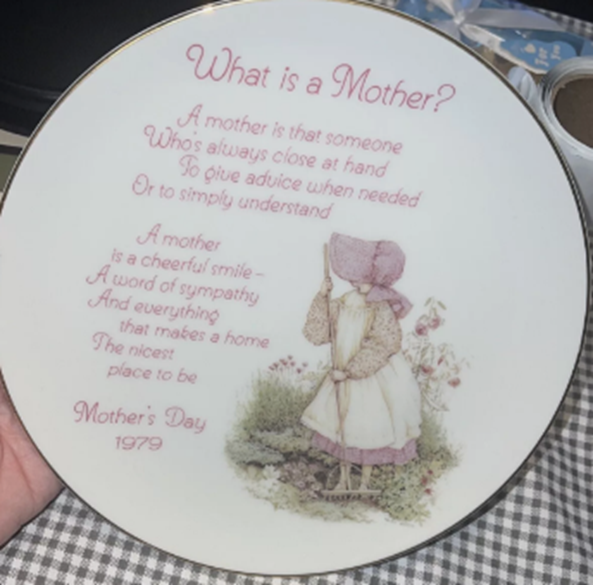 What is a Mother?
A mother is that someone
Who's always close at hand
To give advice when needed
Or to simply understand
A mother
is a cheerful smile–
A word of sympathy
And everything
that makes a home
The nicest
place to be
Mother's Day
1979